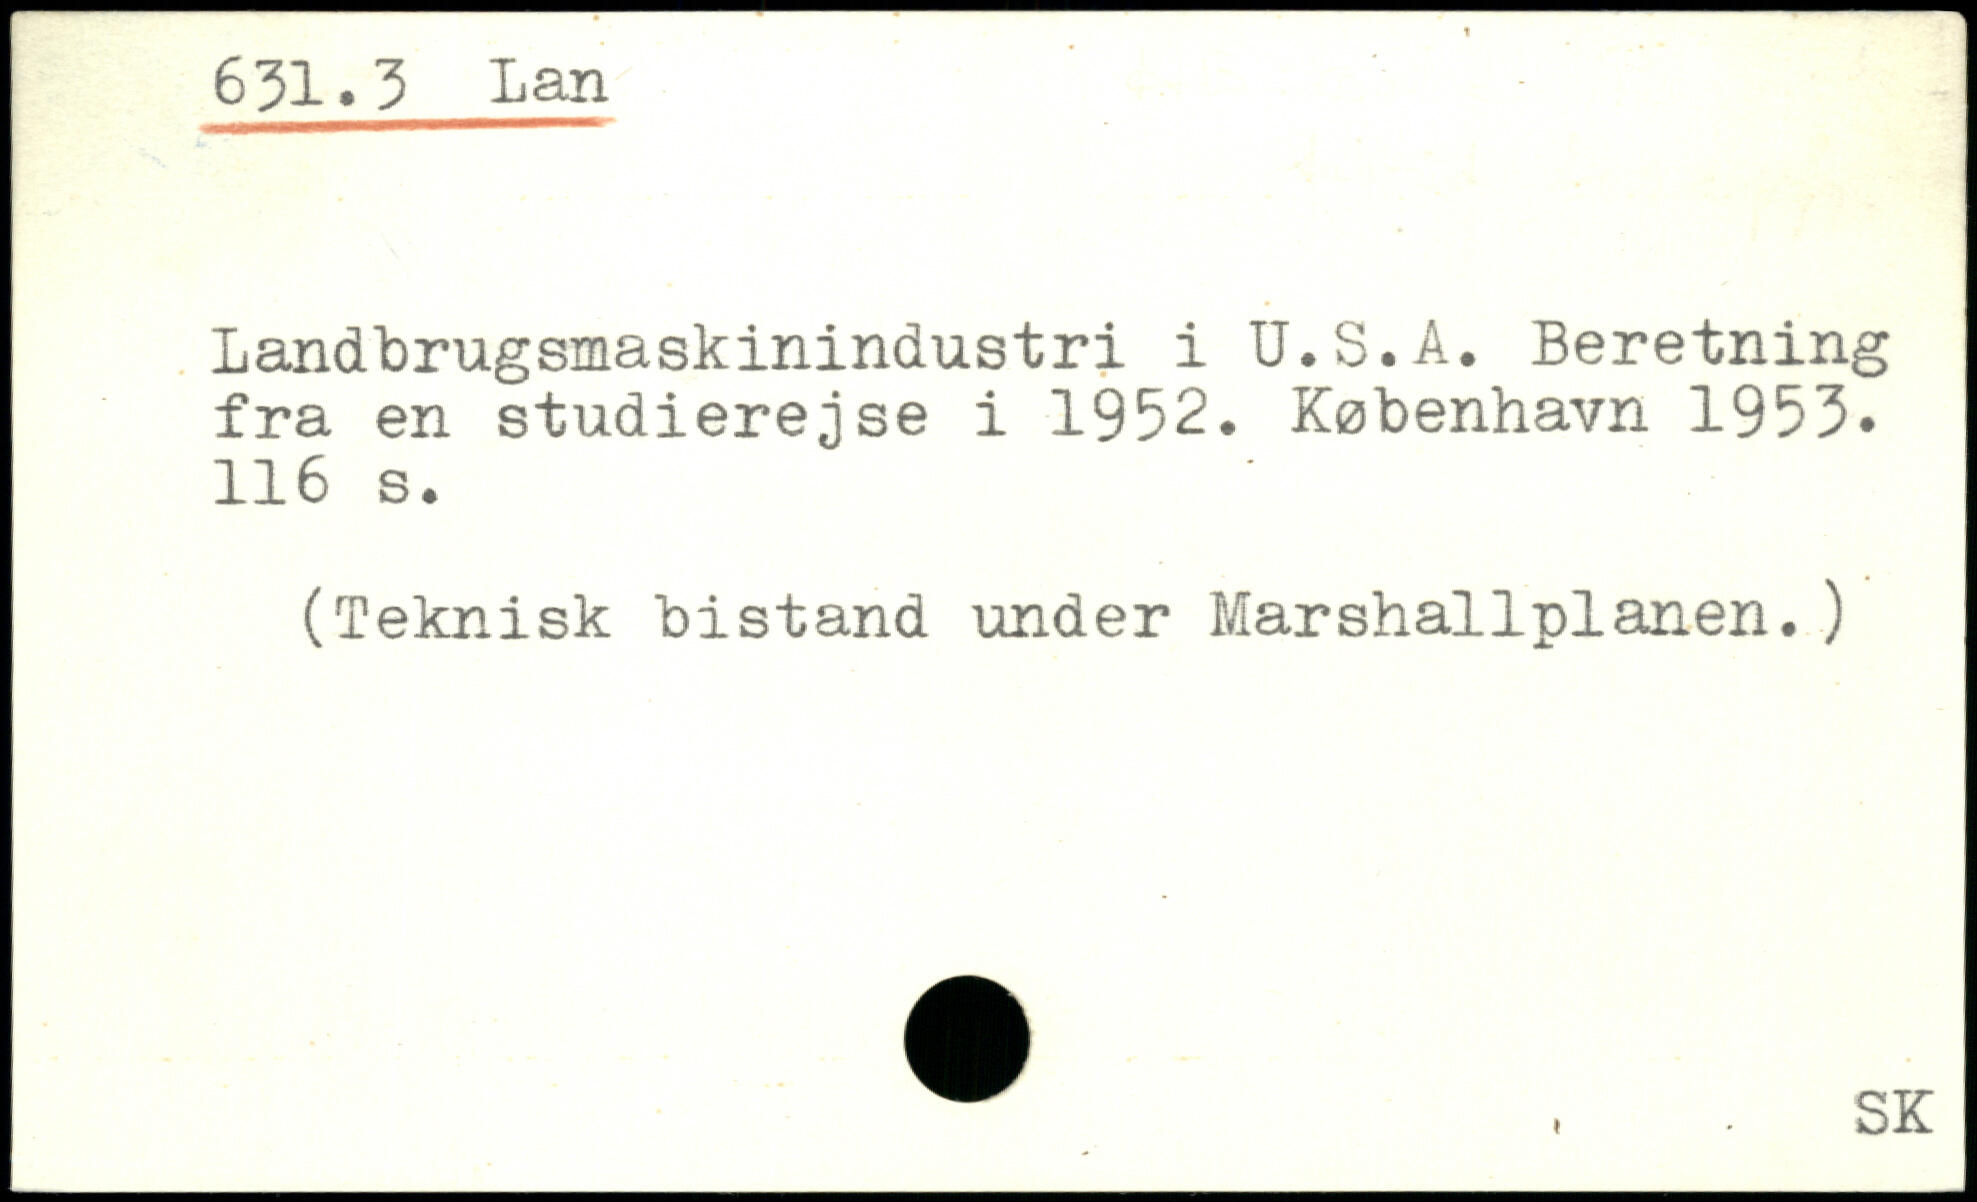 631.3 Lan
Landbrugsmaskinindustri i U.S.A. Beretning
fra en studierejse i 1952. København 1953.
116 s.
(Teknisk bistand under Marshallplanen.)
SK